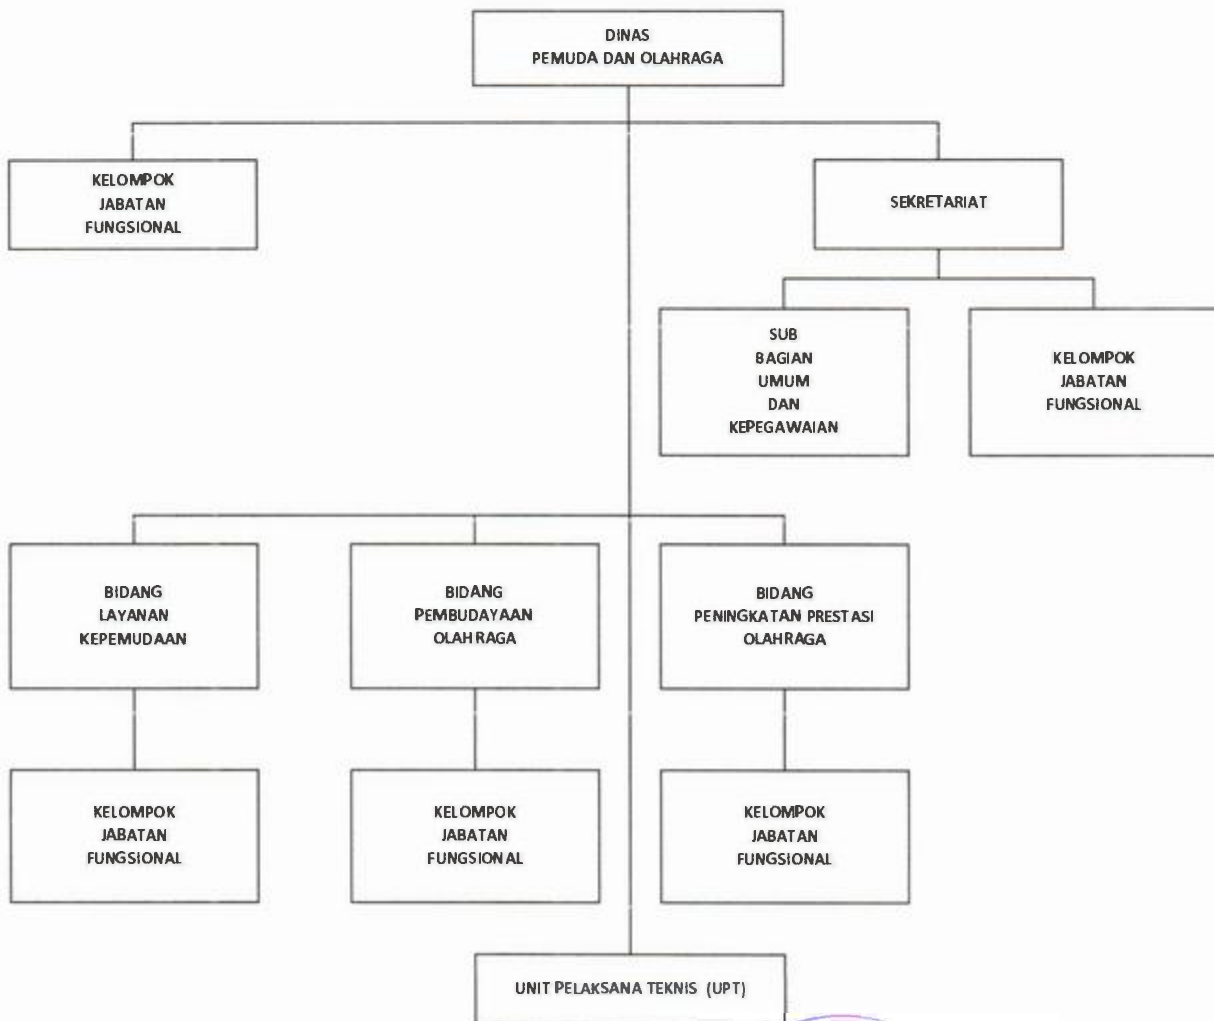 DINAS
PEMUDA DAN OLAHRAGA
KELOMPOK
JABATAN
FUNGSIONAL
SEKRETARIAT
SUB
BAGIAN
UMUM
DAN
KEPEGAWAIAN
KELOMPOK
JABATAN
FUNGSIONAL
BIDANG
LAYANAN
KEPEMUDAAN
BIDANG
PEMBUDAYAAN
OLAHRAGA
BIDANG
PENINGKATAN PRESTASI
OLAHRAGA
KELOMPOK
JABATAN
FUNGSIONAL
KELOMPOK
JABATAN
FUNGSIONAL
KELOMPOK
JABATAN
FUNGSIONAL
UNIT PELAKSANA TEKNIS (UPT)